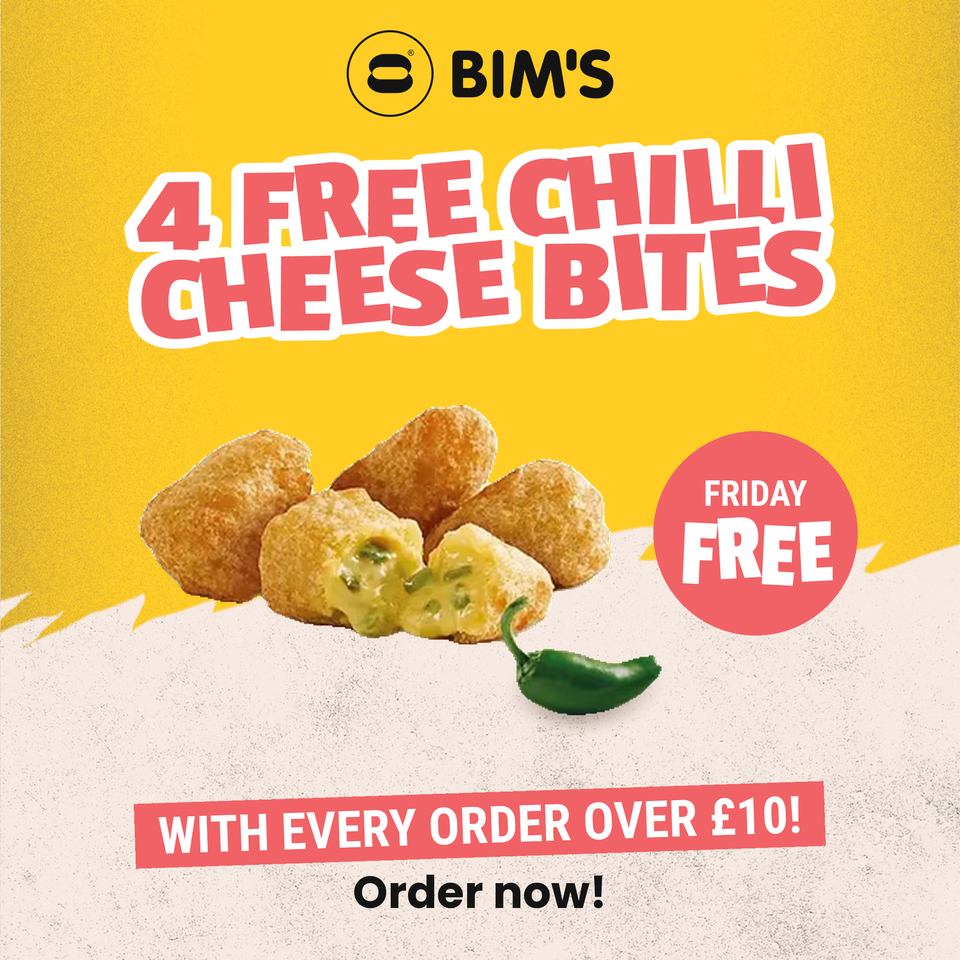 BIM'S
4 FREE CHILLI
CHEESE BITES
FRIDAY
FREE
WITH EVERY ORDER OVER £10!
Order now!